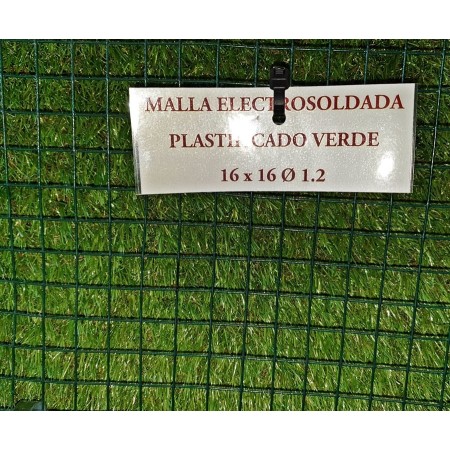 MALLA ELECTROSOLDADA
PLASTIFICADO VERDE
16 x 16 Ø 1.2